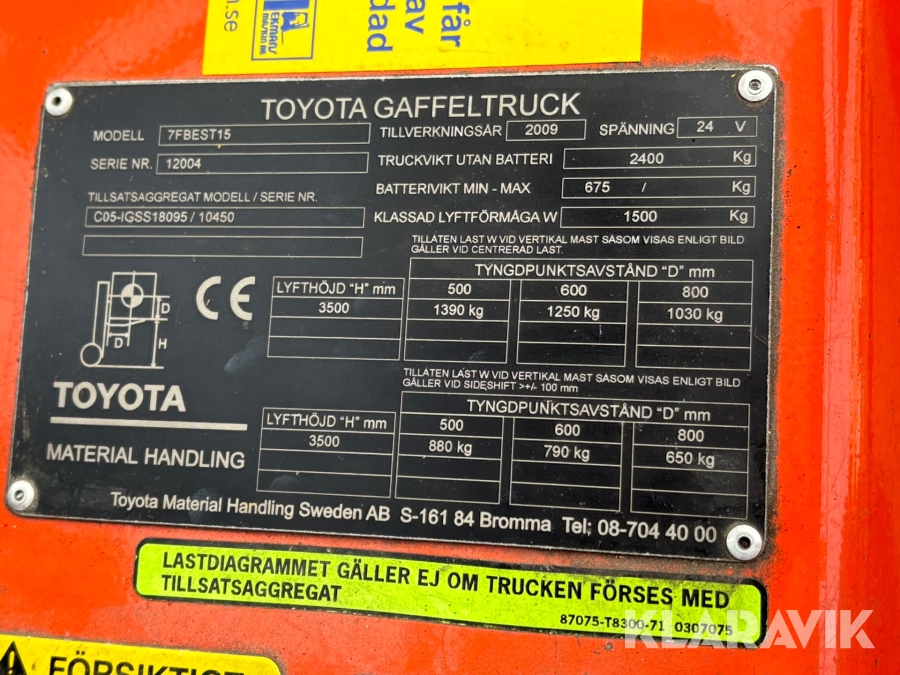 får
av
dad
n.se
EKMANS
MASKIN AB
TOYOTA GAFFELTRUCK
MODELL 7FBEST15 TILLVERKNINGSÅR 2009 SPÄNNING 24 V
SERIE NR. 12004 TRUCKVIKT UTAN BATTERI 2400 Kg
TILLSATSAGGREGAT MODELL / SERIE NR. BATTERIVIKT MIN - MAX 675 / Kg
C05-IGSS18095 / 10450 KLASSAD LYFTFÖRMÅGA W 1500 Kg
TILLÅTEN LAST W VID VERTIKAL MAST SÅSOM VISAS ENLIGT BILD
GÄLLER VID CENTRERAD LAST.
TYNGDPUNKTSAVSTÅND "D" mm
LYFTHÖJD "H" mm 500 600 800
3500 1390 kg 1250 kg 1030 kg
D
D H
CE
TILLÅTEN LAST W VID VERTIKAL MAST SÅSOM VISAS ENLIGT BILD
GÄLLER VID SIDESHIFT >+/- 100 mm
TYNGDPUNKTSAVSTÅND "D" mm
LYFTHÖJD "H" mm 500 600 800
3500 880 kg 790 kg 650 kg
TOYOTA
MATERIAL HANDLING
Toyota Material Handling Sweden AB S-161 84 Bromma Tel; 08-704 40 00
LASTDIAGRAMMET GÄLLER EJ OM TRUCKEN FÖRSES MED
TILLSATSAGGREGAT
87075-T8300-71 0307075
KLARAVIK
FÖRSIKTIGT